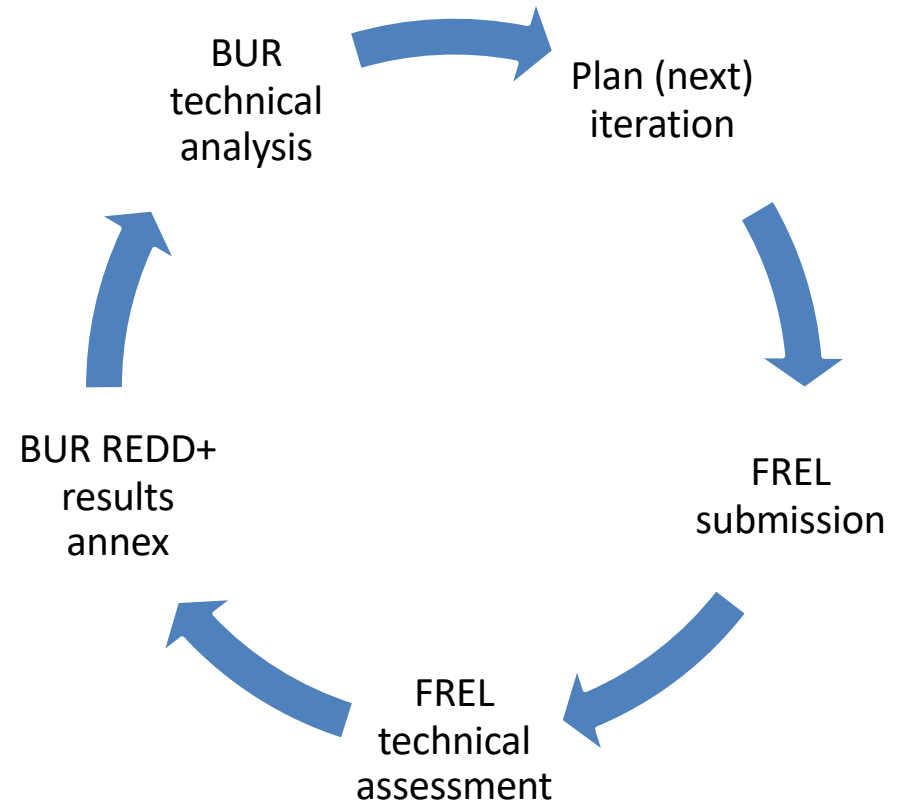 BUR
technical
analysis
Plan (next)
iteration
FREL
submission
FREL
technical
assessment
BUR REDD+
results
annex